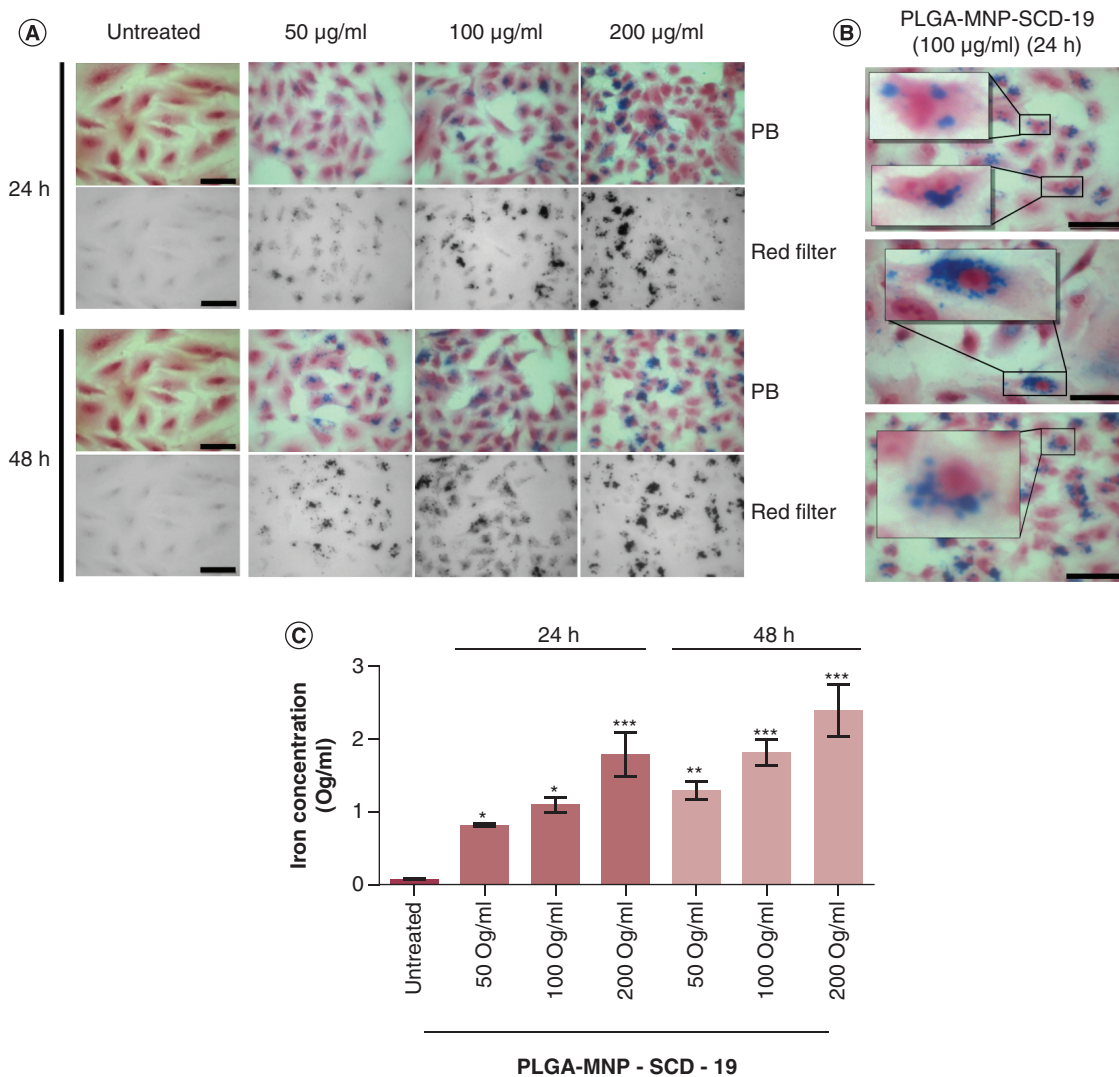 A
Untreated
50 µg/ml
100 µg/ml
200 µg/ml
24 h
PB
Red filter
48 h
PB
Red filter
B
PLGA-MNP-SCD-19
(100 µg/ml) (24 h)
C
24 h
48 h
Iron concentration
(Og/ml)
3
2
1
0
*
*
***
**
***
***
Untreated
50 Og/ml
100 Og/ml
200 Og/ml
50 Og/ml
100 Og/ml
200 Og/ml
PLGA-MNP - SCD - 19